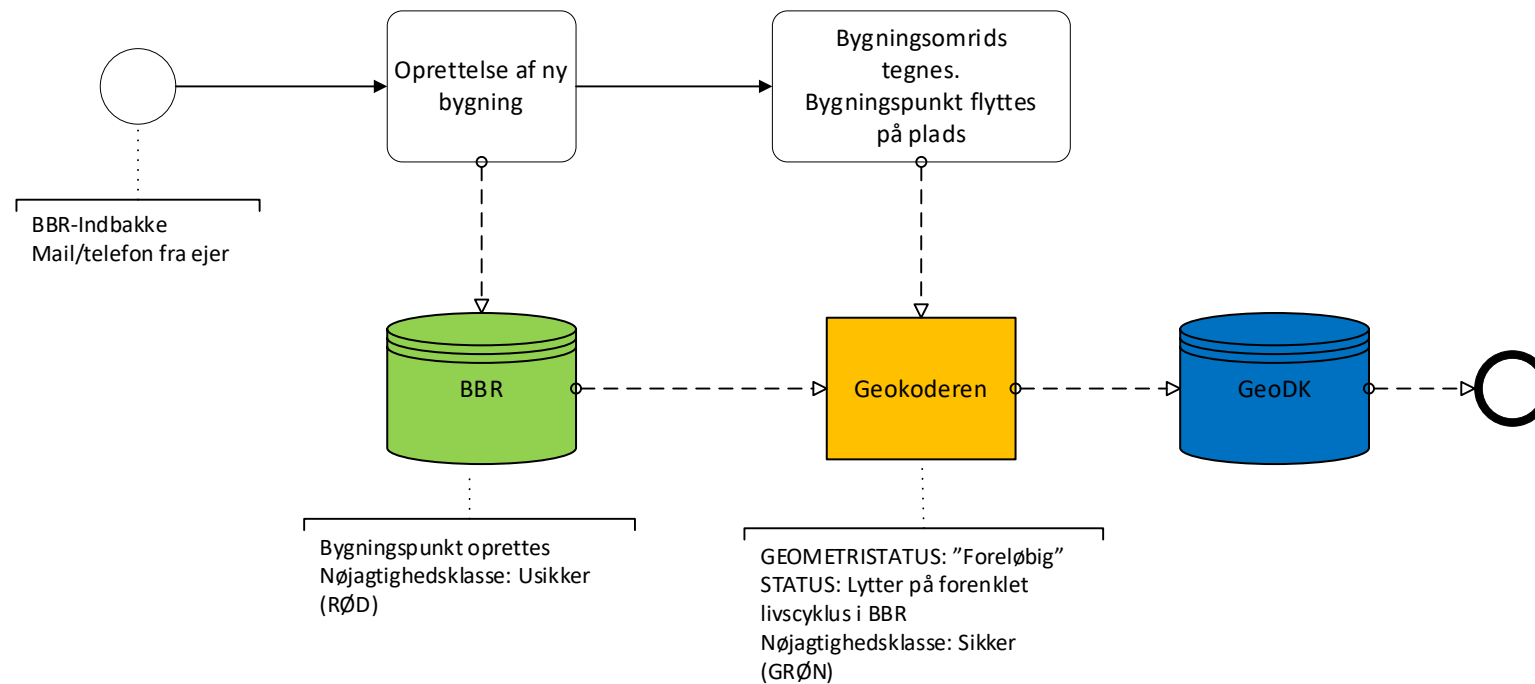 Oprettelse af ny
bygning
Bygningsomrids
tegnes.
Bygningspunkt flyttes
på plads
BBR-Indbakke
Mail/telefon fra ejer
BBR
Geokoderen
GeoDK
Bygningspunkt oprettes
Nøjagtighedsklasse: Usikker
(RØD)
GEOMETRISTATUS: ”Foreløbig”
STATUS: Lytter på forenklet
livscyklus i BBR
Nøjagtighedsklasse: Sikker
(GRØN)